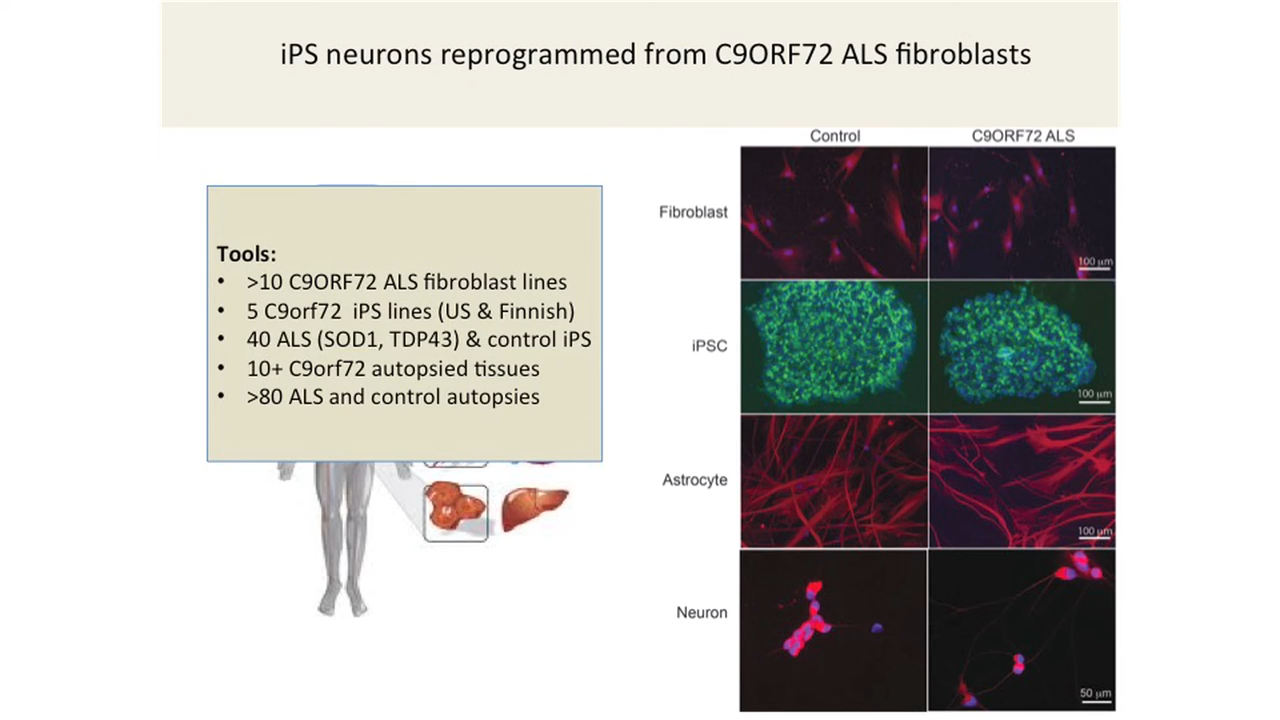 iPS neurons reprogrammed from C9ORF72 ALS fibroblasts
Tools:
• >10 C9ORF72 ALS fibroblast lines
• 5 C9orf72 iPS lines (US & Finnish)
• 40 ALS (SOD1, TDP43) & control iPS
• 10+ C9orf72 autopsied tissues
• >80 ALS and control autopsies
Control C9ORF72 ALS
Fibroblast
100 µm
iPSC
100 µm
Astrocyte
100 µm
Neuron
50 µm